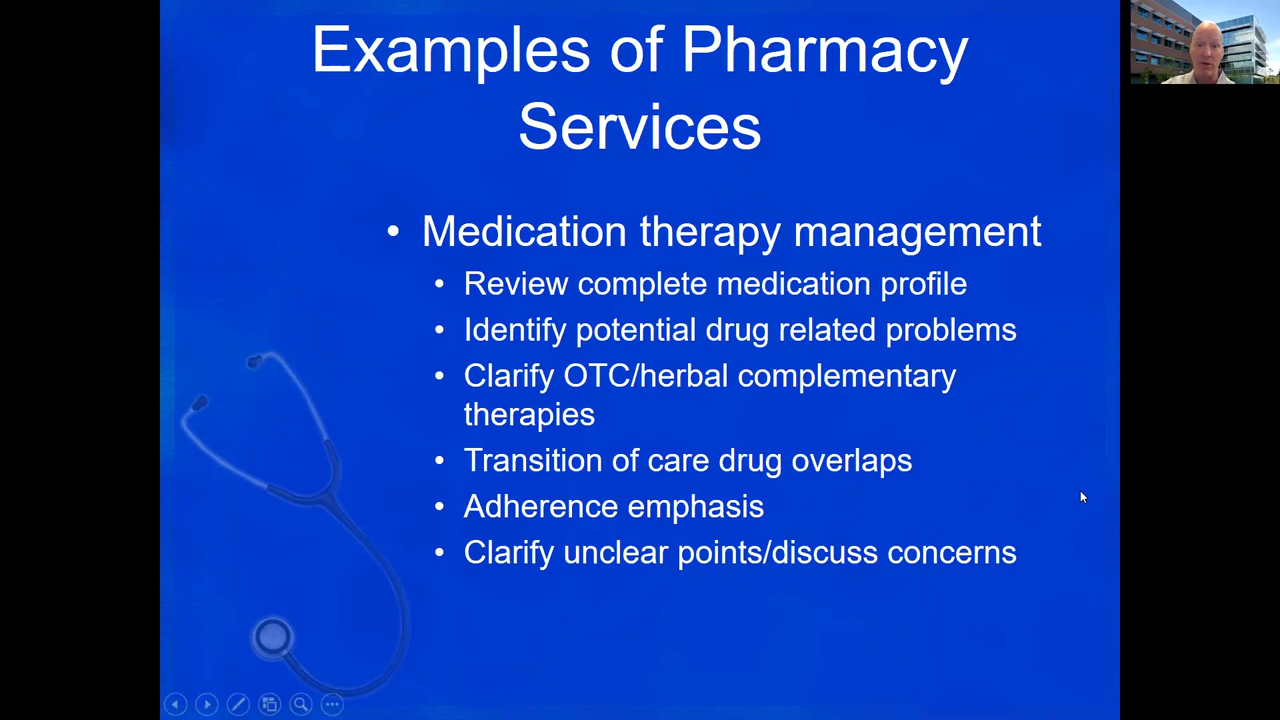 Examples of Pharmacy
Services
• Medication therapy management
• Review complete medication profile
• Identify potential drug related problems
• Clarify OTC/herbal complementary
therapies
• Transition of care drug overlaps
• Adherence emphasis
• Clarify unclear points/discuss concerns